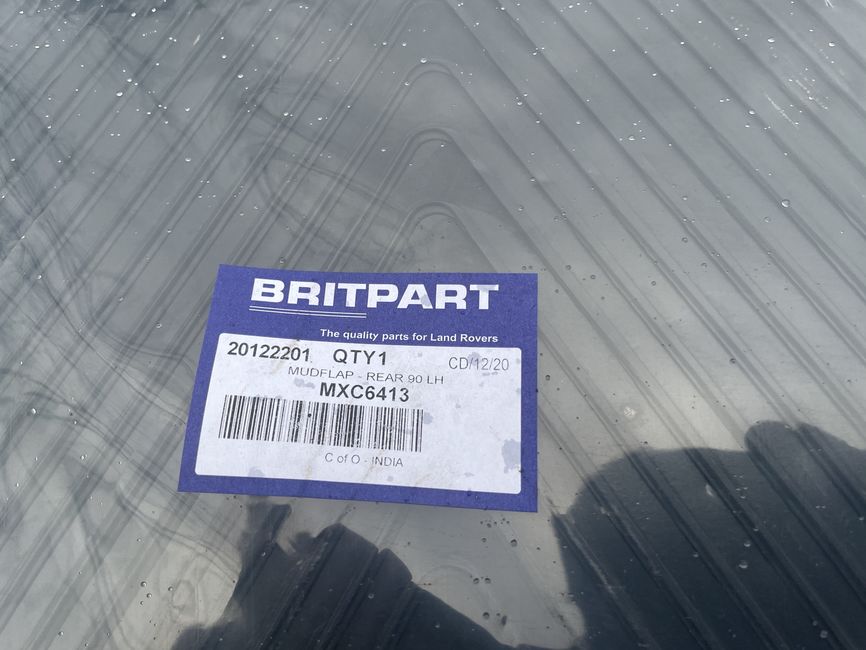 BRITPART
The quality parts for Land Rovers
20122201 QTY1 CD/12/20
MUDFLAP - REAR 90 LH
MXC6413
C of O - INDIA